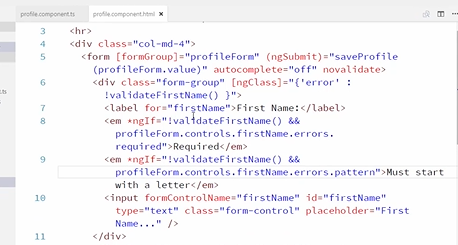 profile.component.ts profile.component.html
3 <hr>
4 <div class="col-md-4">
5 <form [formGroup]="profileForm" (ngSubmit)="saveProfile
(profileForm.value)" autocomplete="off" novalidate>
6 <div class="form-group" [ngClass]="{'error' :
!validateFirstName() }">
7 <label for="firstName">First Name:</label>
8 <em *ngIf="!validateFirstName() &&
profileForm.controls.firstName.errors.
required">Required</em>
9 <em *ngIf="!validateFirstName() &&
profileForm.controls.firstName.errors.pattern">Must start
with a letter</em>
10 <input formControlName="firstName" id="firstName"
type="text" class="form-control" placeholder="First
Name..." />
11 </div>